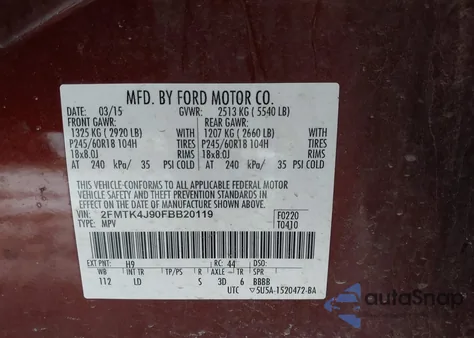 MFD. BY FORD MOTOR CO.
DATE: 03/15 GVWR: 2513 KG ( 5540 LB)
FRONT GAWR: REAR GAWR:
1325 KG ( 2920 LB) WITH 1207 KG ( 2660 LB) WITH
P245/60R18 104H TIRES P245/60R18 104H TIRES
18x8.0J RIMS 18x8.0J RIMS
AT 240 kPa/ 35 PSI COLD AT 240 kPa/ 35 PSI COLD
THIS VEHICLE CONFORMS TO ALL APPLICABLE FEDERAL MOTOR
VEHICLE SAFETY AND THEFT PREVENTION STANDARDS IN EFFECT
ON THE DATE OF MANUFACTURE SHOWN ABOVE.
VIN: 2FMTK4J90FBB20119 F0220
TYPE: MPV T0410
EXT PNT: H9 RC: 44 DSO:
WB INT TR TP/PS R AXLE TR SPR
112 LD S 3D 6 BBBB
UTC ▽5U5A-1520472-BA
autoSnap